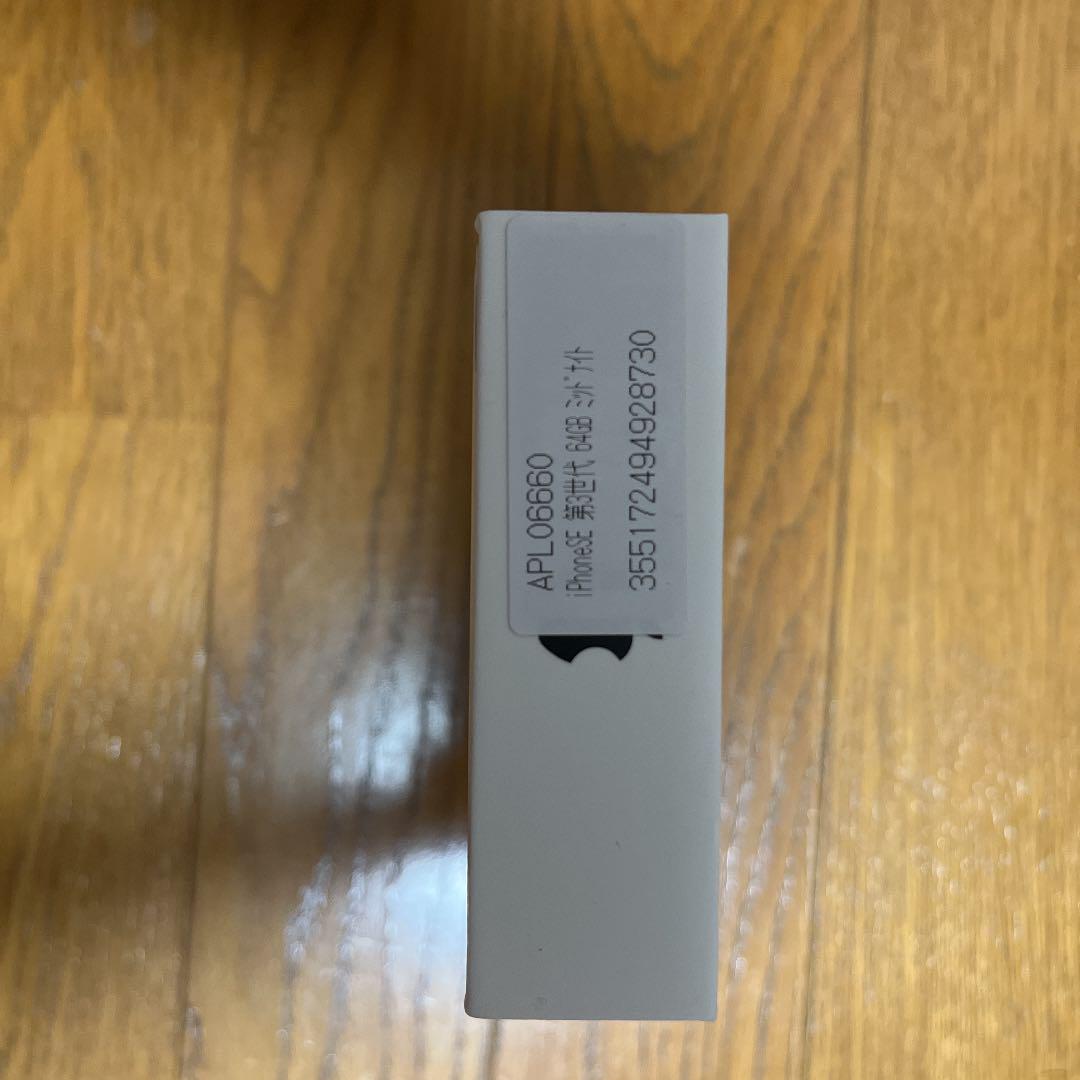 APL06660
iPhoneSE 第3世代 64GB ﾐｯﾄﾞﾅｲﾄ
355172494928730